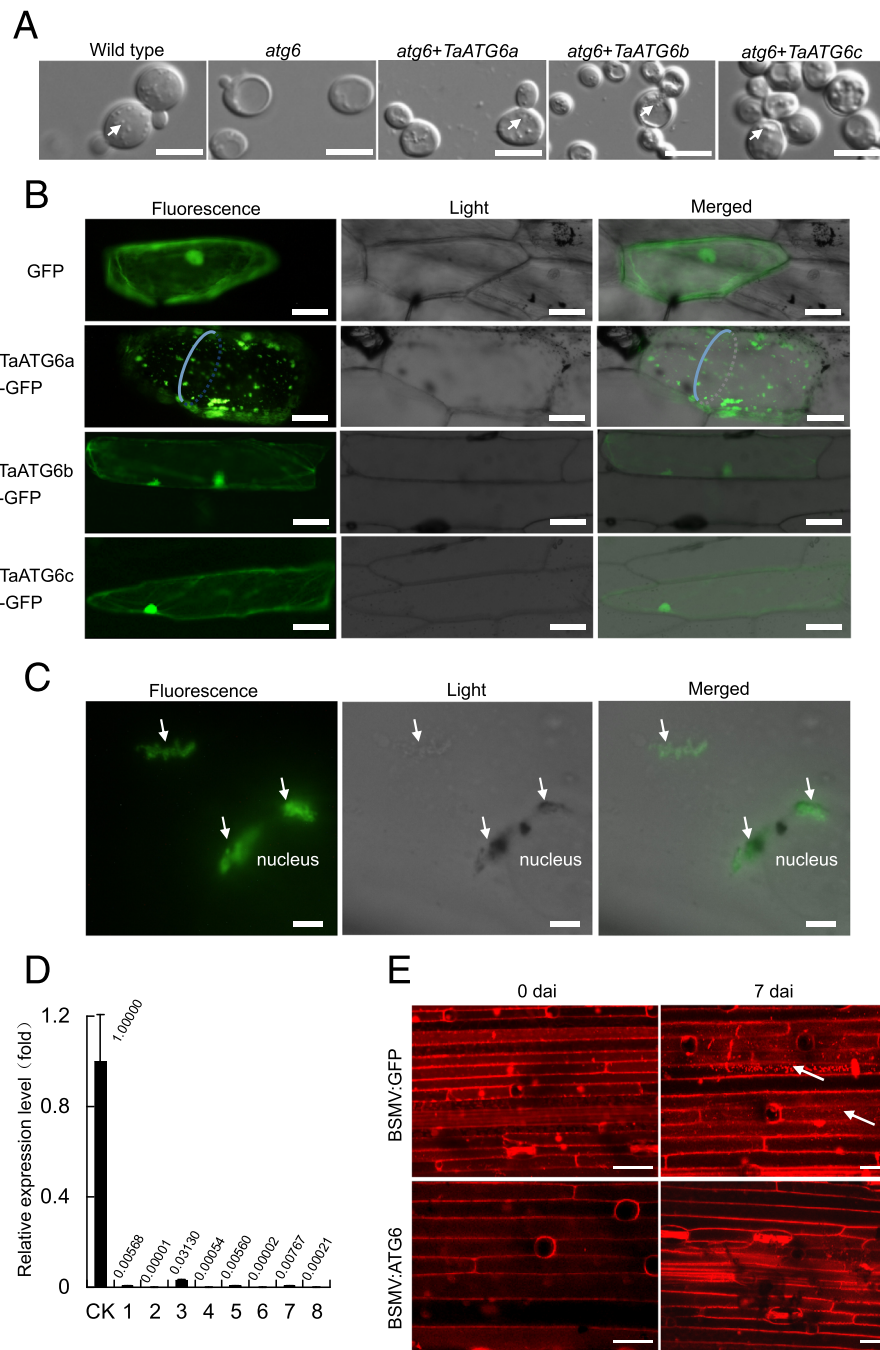 A
Wild type
atg6
atg6+TaATG6a
atg6+TaATG6b
atg6+TaATG6c
B
Fluorescence
Light
Merged
GFP
TaATG6a
-GFP
TaATG6b
-GFP
TaATG6c
-GFP
C
Fluorescence
Light
Merged
nucleus
nucleus
nucleus
D
Relative expression level（fold）
1.2
0.8
0.4
0
1.00000
0.00568
0.00001
0.03130
0.00054
0.00560
0.00002
0.00767
0.00021
CK 1 2 3 4 5 6 7 8
E
0 dai
7 dai
BSMV:GFP
BSMV:ATG6